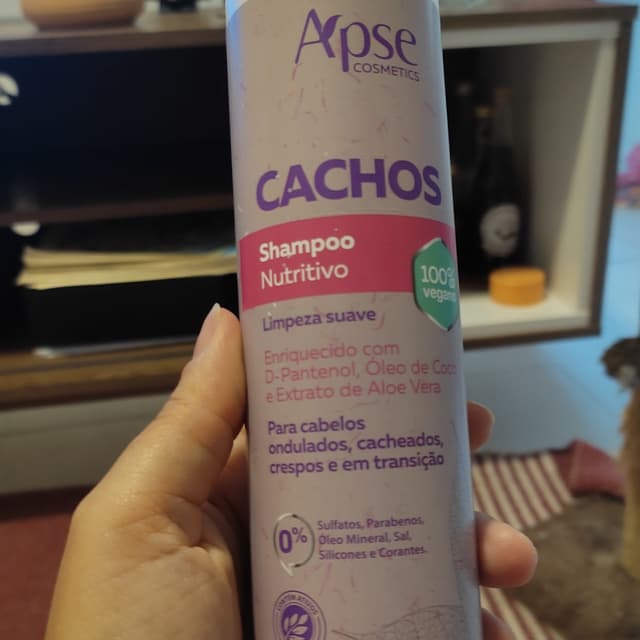 Apse
COSMETICS
CACHOS
Shampoo
Nutritivo
100%
vegano
Limpeza suave
Enriquecido com
D-Pantenol, Óleo de Coco
e Extrato de Aloe Vera
Para cabelos
ondulados, cacheados,
crespos e em transição
0%
Sulfatos, Parabenos,
Óleo Mineral, Sal,
Silicones e Corantes.